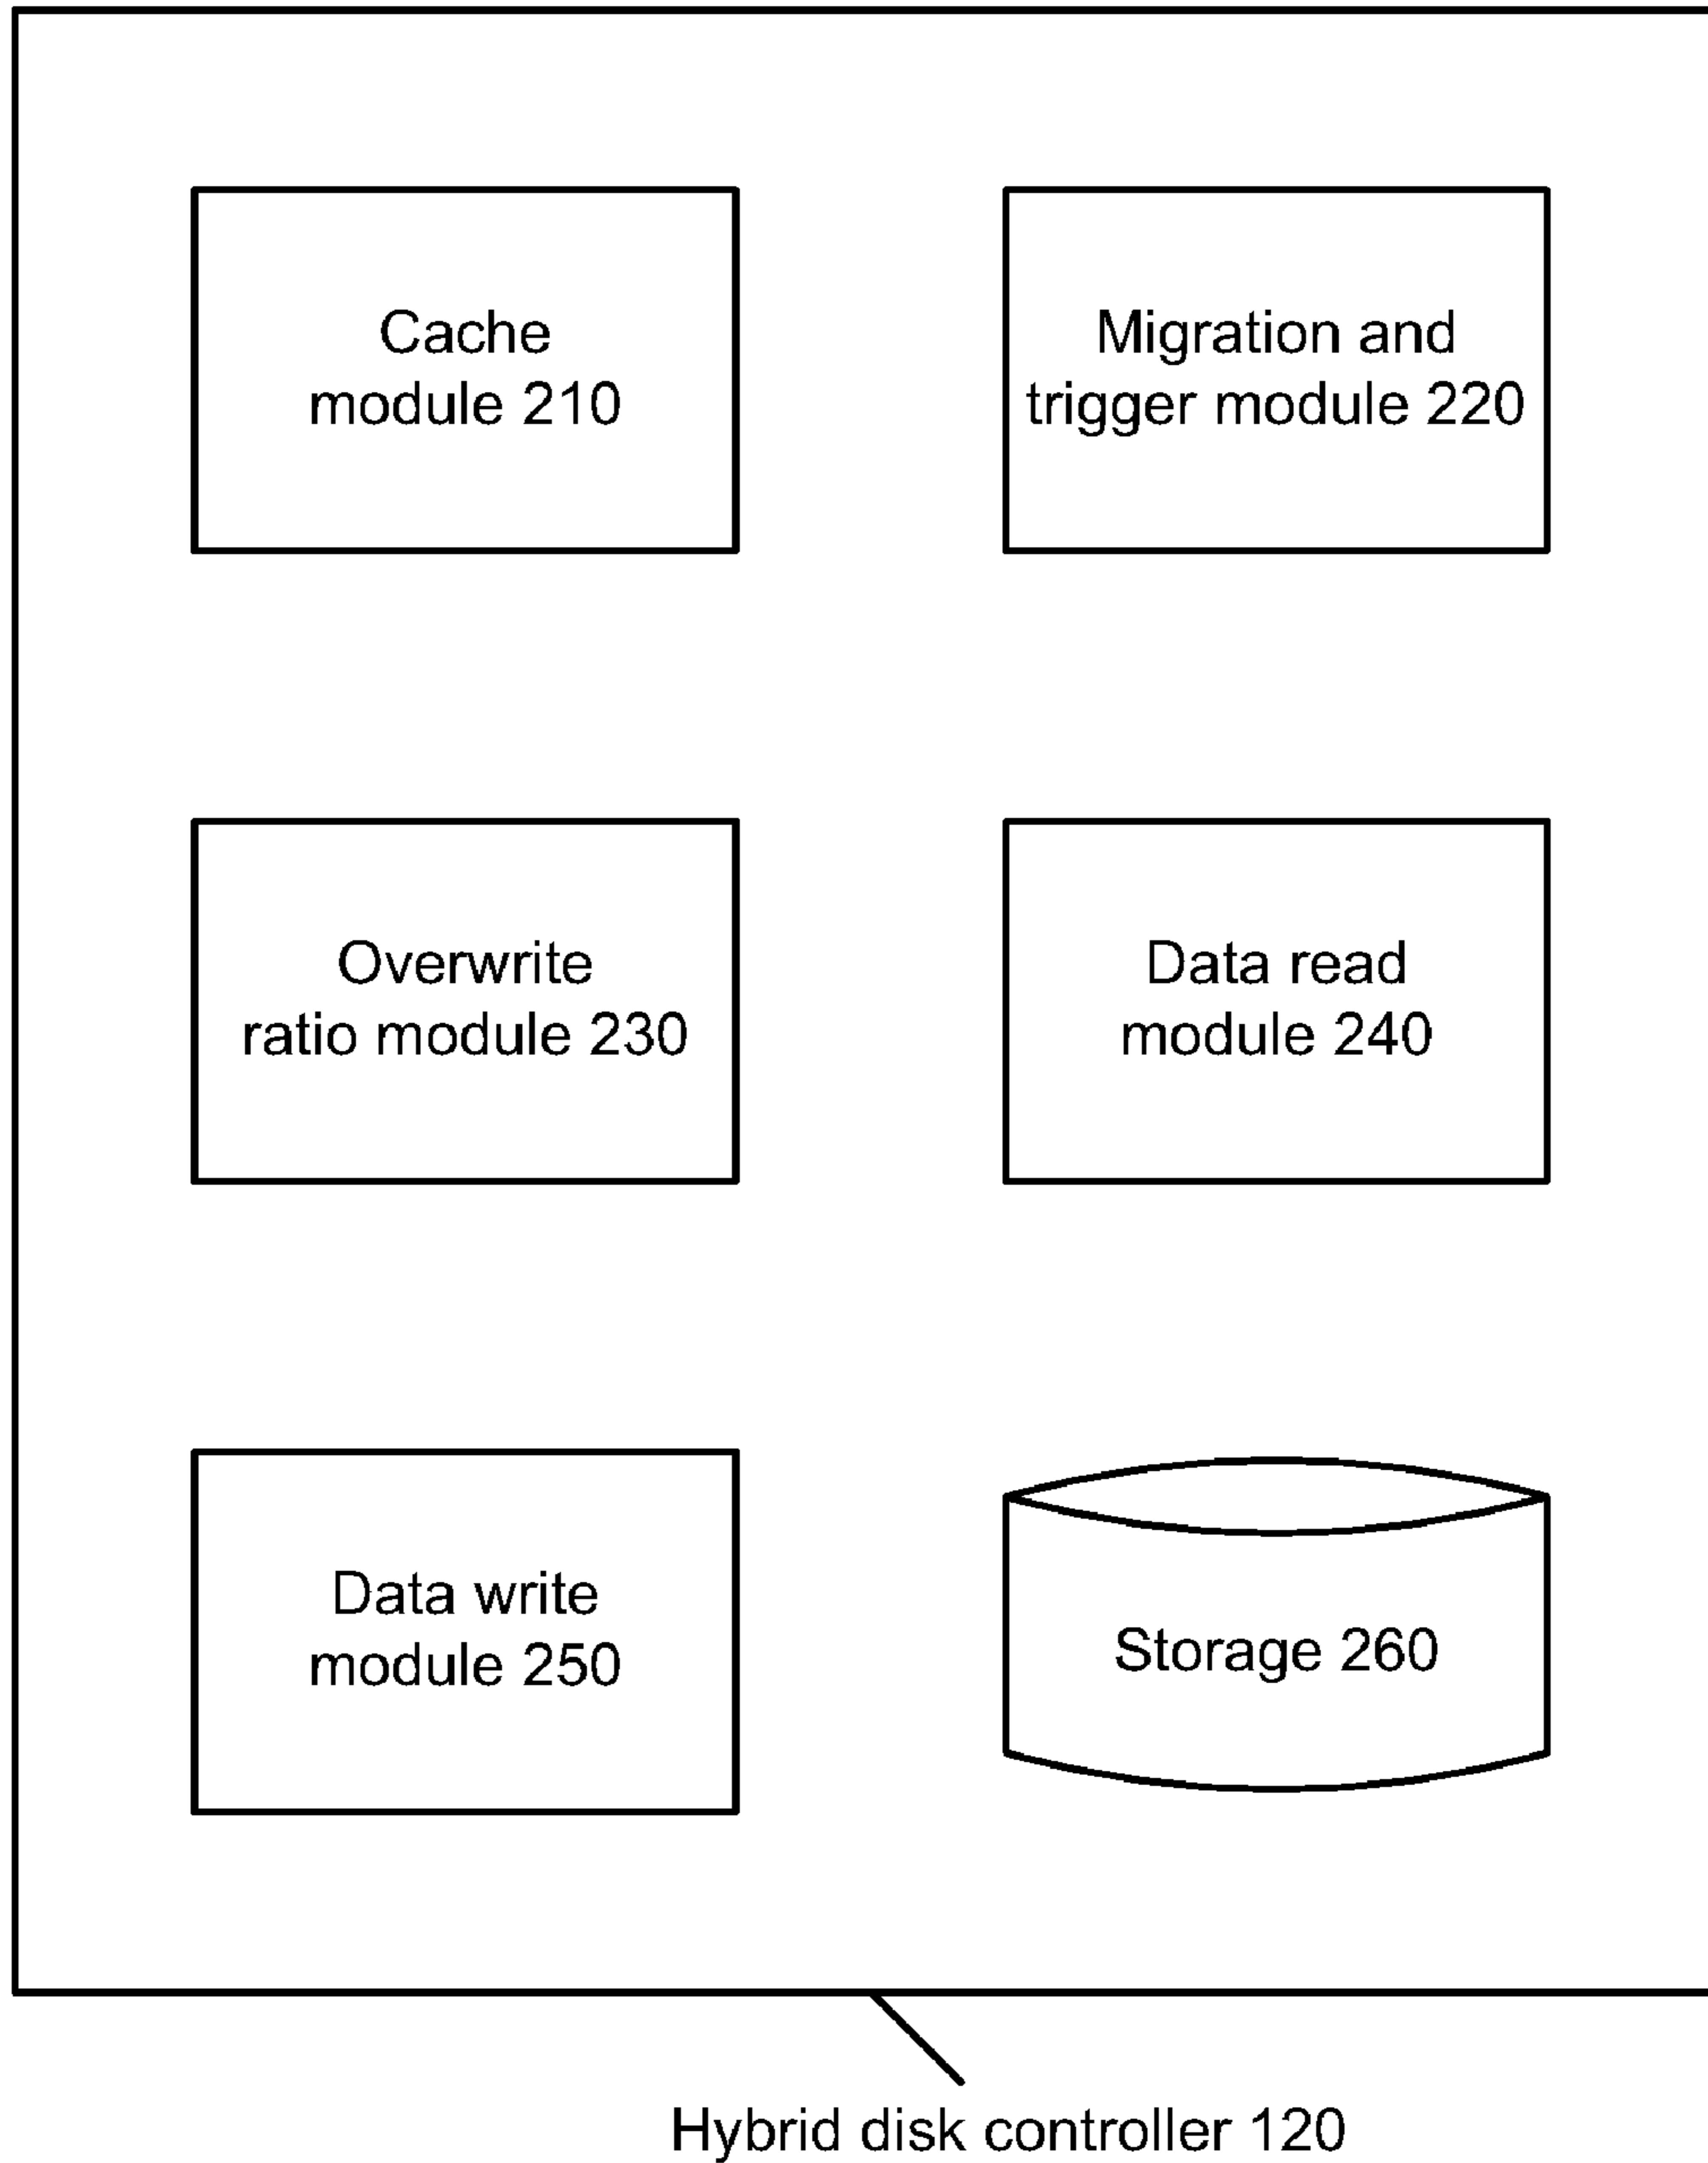 Cache
module 210
Migration and
trigger module 220
Overwrite
ratio module 230
Data read
module 240
Data write
module 250
Storage 260
Hybrid disk controller 120